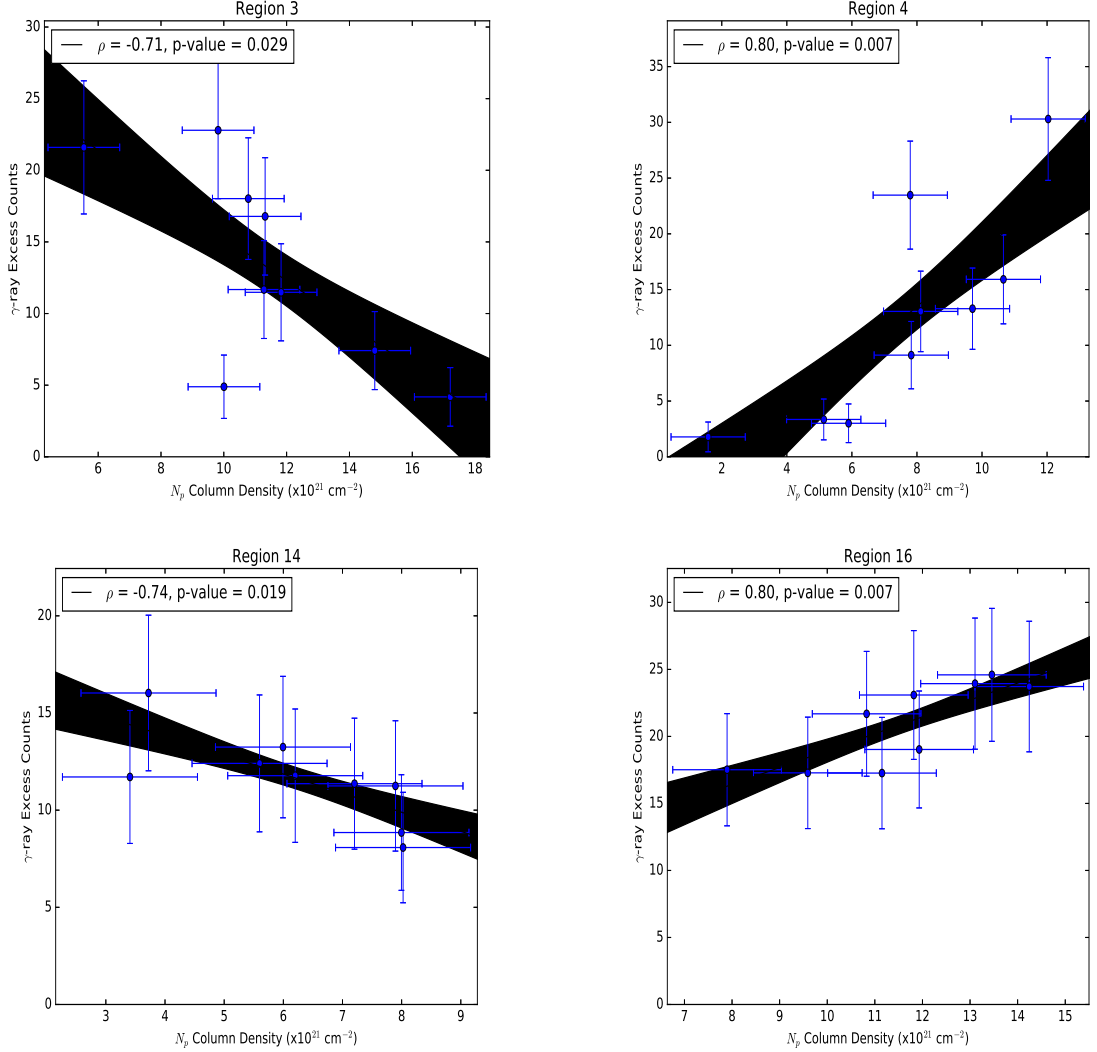 Region 3
ρ = -0.71, p-value = 0.029
30
25
20
15
10
5
0
γ-ray Excess Counts
6 8 10 12 14 16 18
N_p Column Density (x10^21 cm^−2)
Region 4
ρ = 0.80, p-value = 0.007
35
30
25
20
15
10
5
0
γ-ray Excess Counts
2 4 6 8 10 12
N_p Column Density (x10^21 cm^−2)
Region 14
ρ = -0.74, p-value = 0.019
20
15
10
5
0
γ-ray Excess Counts
3 4 5 6 7 8 9
N_p Column Density (x10^21 cm^−2)
Region 16
ρ = 0.80, p-value = 0.007
30
25
20
15
10
5
0
γ-ray Excess Counts
7 8 9 10 11 12 13 14 15
N_p Column Density (x10^21 cm^−2)